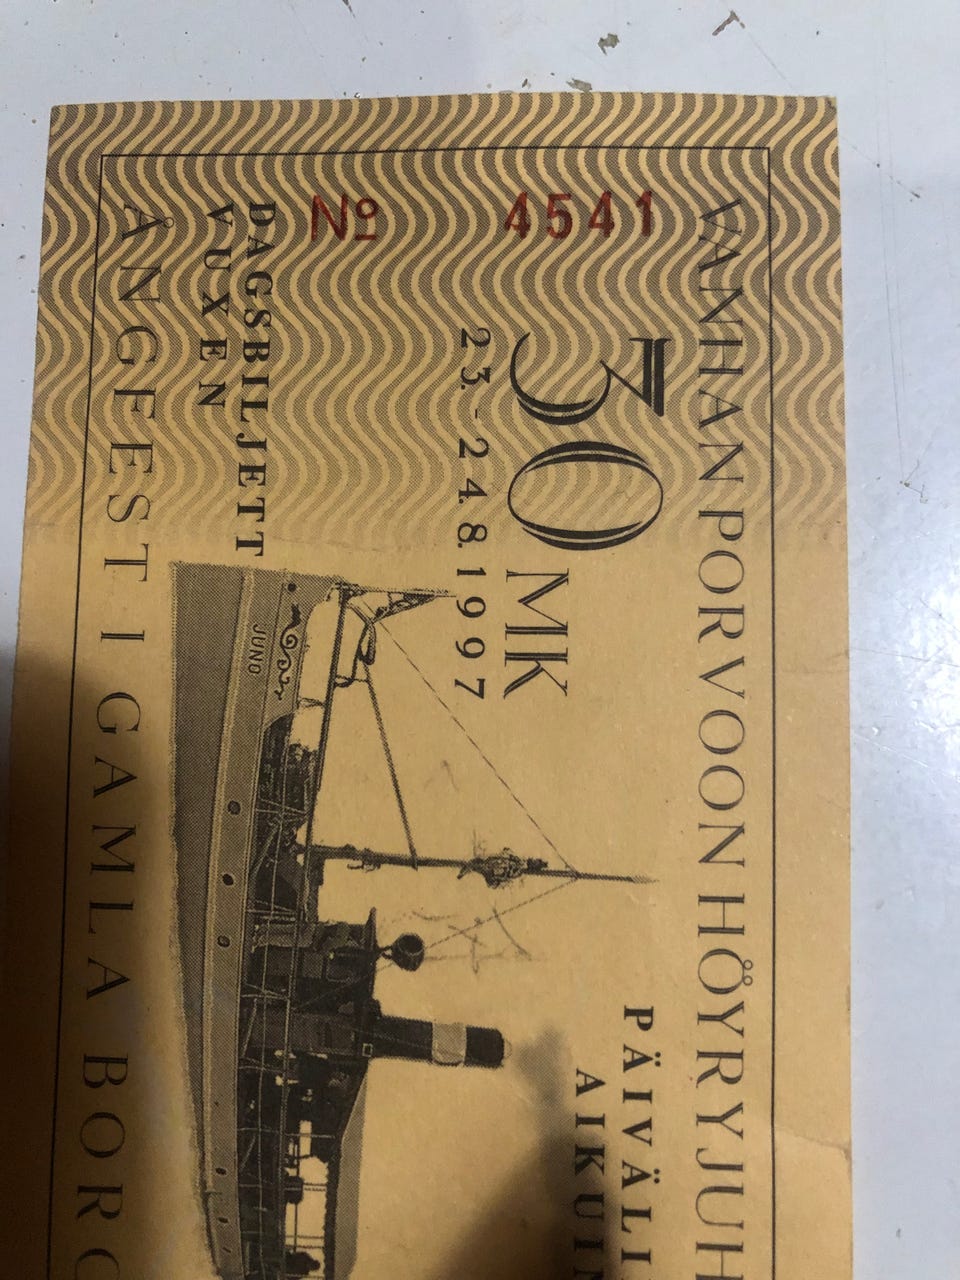 VANHAN PORVOON HÖYRYJUH
Nº 4541
30 MK
23.-24.8.1997
PÄIVÄLI
AIKUI
JUNO
DAGSBILJETT
VUXEN
ÅNGFEST I GAMLA BORG